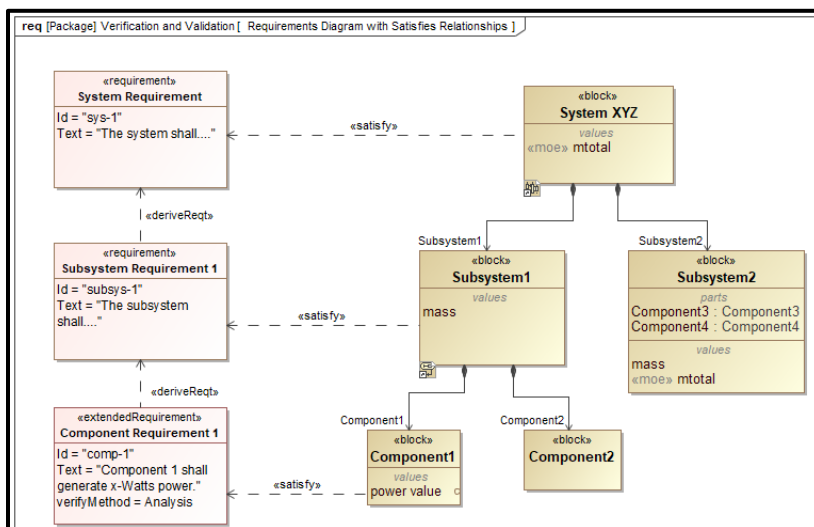 req [Package] Verification and Validation [ Requirements Diagram with Satisfies Relationships ]
«requirement»
System Requirement
Id = "sys-1"
Text = "The system shall...."
«satisfy»
«block»
System XYZ
values
«moe» mtotal
«deriveReqt»
Subsystem1
Subsystem2
«requirement»
Subsystem Requirement 1
Id = "subsys-1"
Text = "The subsystem
shall...."
«satisfy»
«block»
Subsystem1
values
mass
«block»
Subsystem2
parts
Component3 : Component3
Component4 : Component4
values
mass
«moe» mtotal
«deriveReqt»
Component1
Component2
«extendedRequirement»
Component Requirement 1
Id = "comp-1"
Text = "Component 1 shall
generate x-Watts power."
verifyMethod = Analysis
«satisfy»
«block»
Component1
values
power value
«block»
Component2